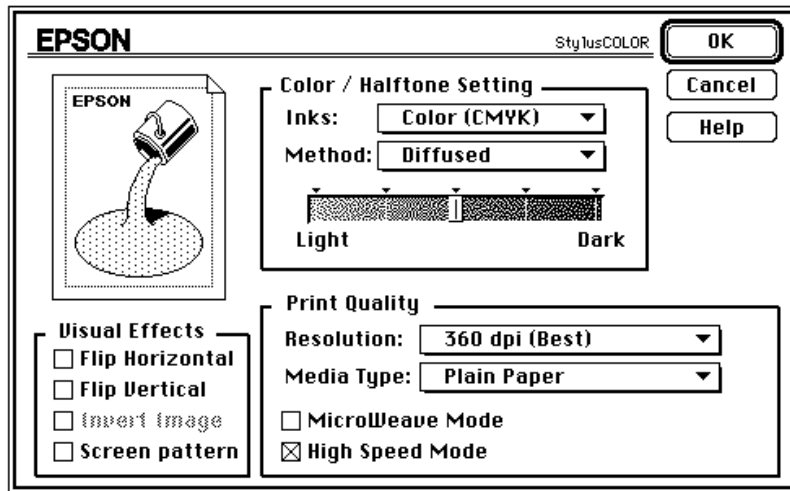 EPSON
StylusCOLOR
OK
Cancel
Help
EPSON
Color / Halftone Setting
Inks: Color (CMYK)
Method: Diffused
Light Dark
Visual Effects
Flip Horizontal
Flip Vertical
Invert Image
Screen pattern
Print Quality
Resolution: 360 dpi (Best)
Media Type: Plain Paper
MicroWeave Mode
High Speed Mode